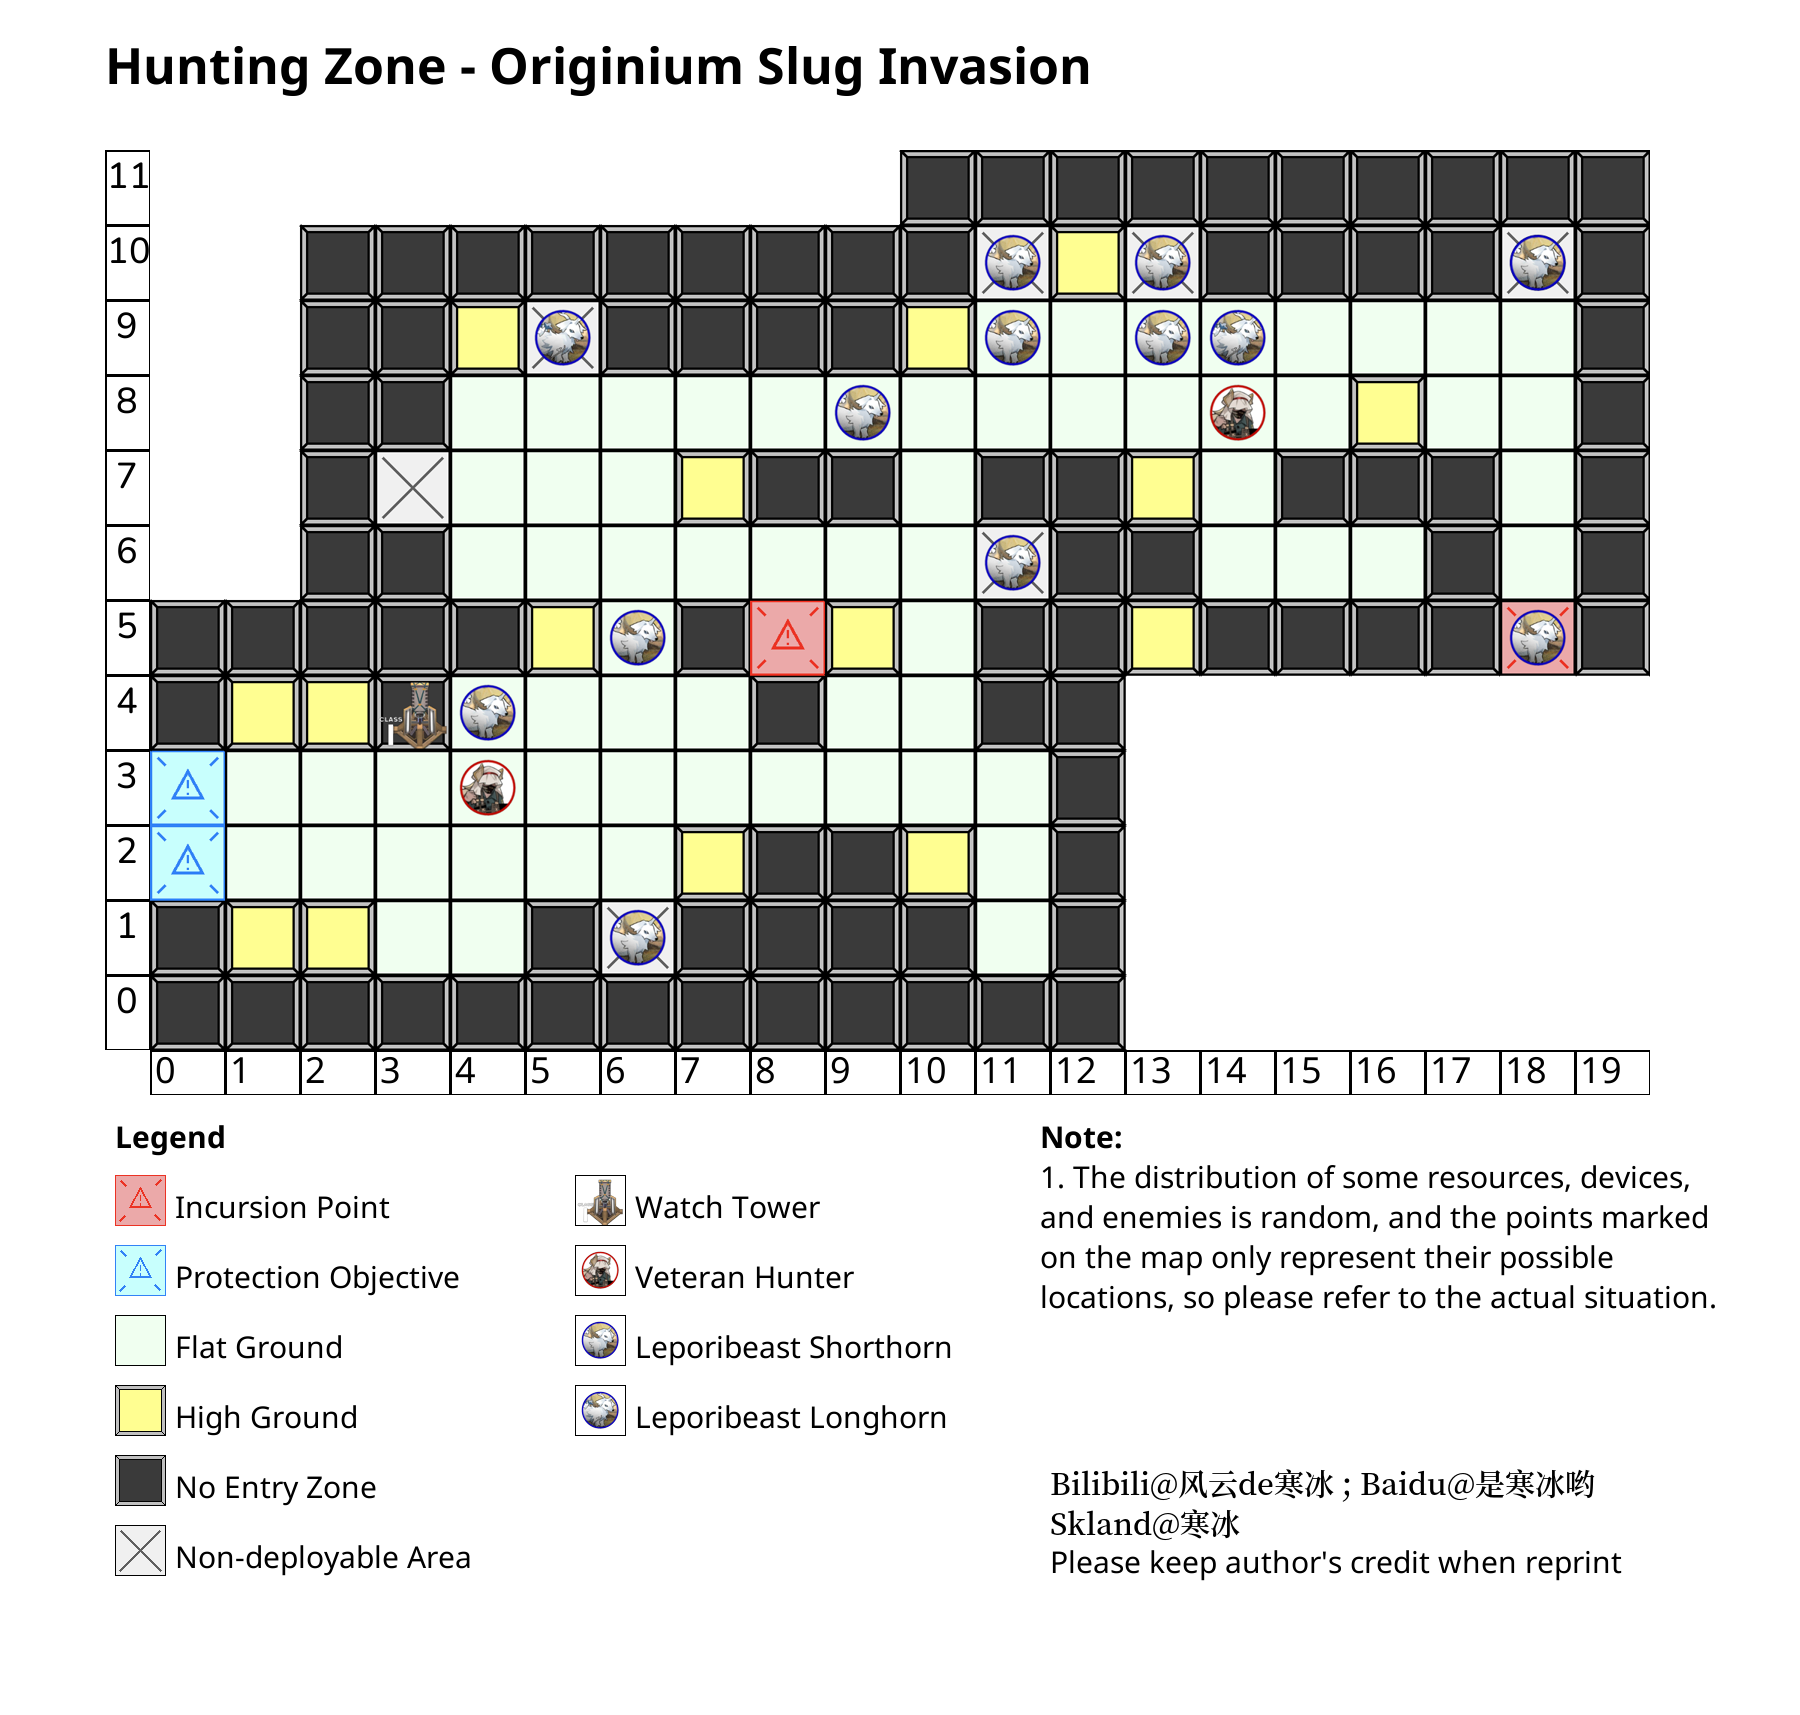 Hunting Zone - Originium Slug Invasion
11
10
9
8
7
6
5
4
CLASS
3
2
1
0
0 1 2 3 4 5 6 7 8 9 10 11 12 13 14 15 16 17 18 19
Legend
Incursion Point
Protection Objective
Flat Ground
High Ground
No Entry Zone
Non-deployable Area
Watch Tower
Veteran Hunter
Leporibeast Shorthorn
Leporibeast Longhorn
Note:
1. The distribution of some resources, devices,
and enemies is random, and the points marked
on the map only represent their possible
locations, so please refer to the actual situation.
Bilibili@风云de寒冰 ; Baidu@是寒冰哟
Skland@寒冰
Please keep author's credit when reprint